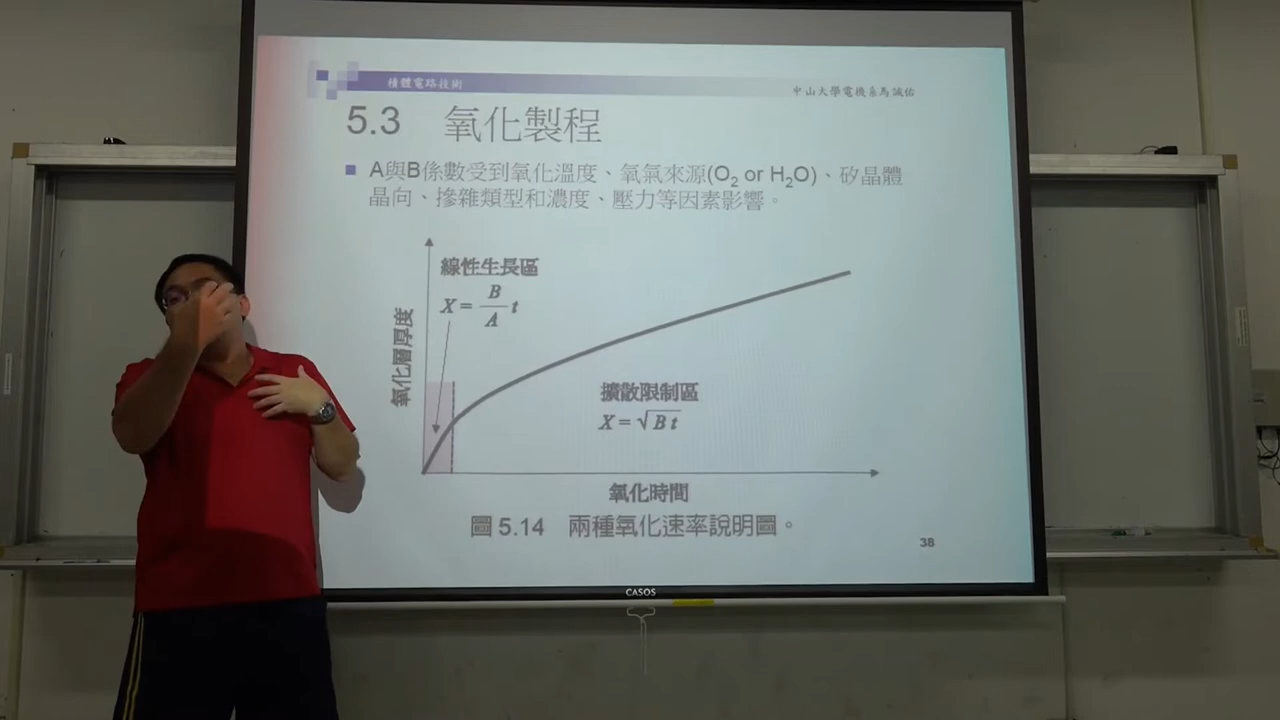 積體電路技術
中山大學電機系馬誠佑
5.3 氧化製程
A與B係數受到氧化溫度、氧氣來源(O₂ or H₂O)、矽晶體
晶向、摻雜類型和濃度、壓力等因素影響。
線性生長區
X = B/A t
氧化層厚度
擴散限制區
X = √Bt
氧化時間
圖 5.14 兩種氧化速率說明圖。
38
CASOS